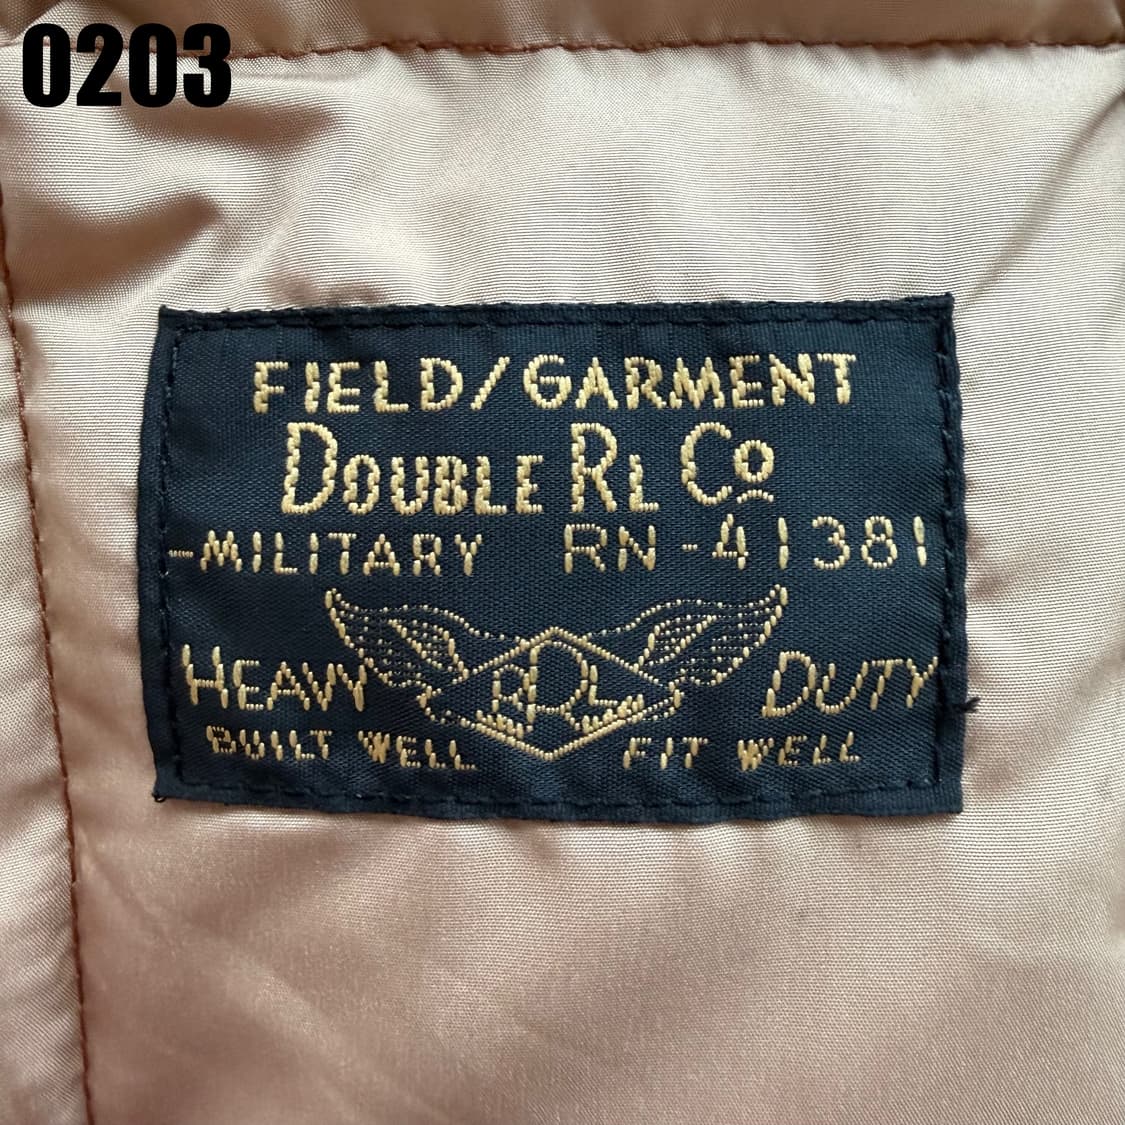 0203
FIELD/GARMENT
DOUBLE RL CO
-MILITARY RN-41381
HEAVY RRL DUTY
BUILT WELL FIT WELL